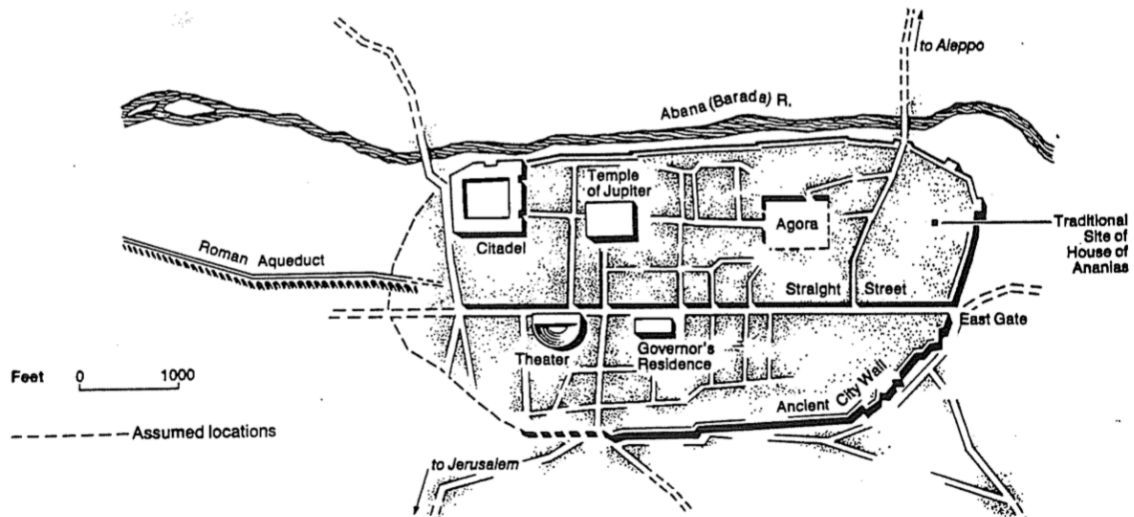 to Aleppo
Abana (Barada) R.
Temple
of Jupiter
Agora
Citadel
Traditional
Site of
House of
Ananias
Roman Aqueduct
Straight Street
East Gate
Theater
Governor's
Residence
Feet 0 1000
Ancient City Wall
Assumed locations
to Jerusalem